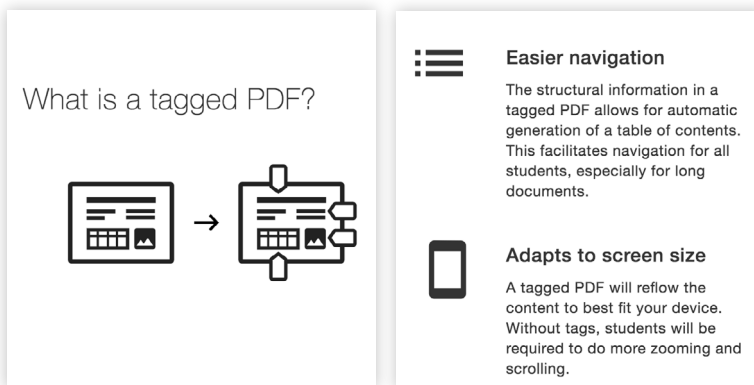 What is a tagged PDF?
Easier navigation
The structural information in a
tagged PDF allows for automatic
generation of a table of contents.
This facilitates navigation for all
students, especially for long
documents.
Adapts to screen size
A tagged PDF will reflow the
content to best fit your device.
Without tags, students will be
required to do more zooming and
scrolling.